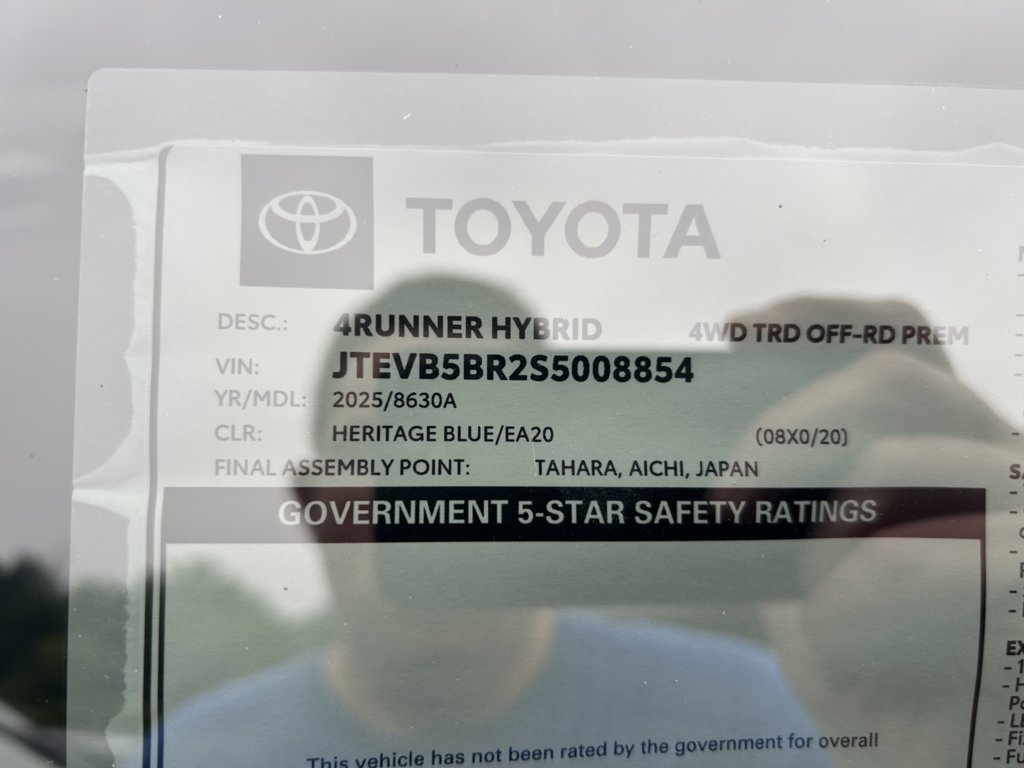 TOYOTA
DESC.: 4RUNNER HYBRID 4WD TRD OFF-RD PREM
VIN: JTEVB5BR2S5008854
YR/MDL: 2025/8630A
CLR: HERITAGE BLUE/EA20 (08X0/20)
FINAL ASSEMBLY POINT: TAHARA, AICHI, JAPAN
GOVERNMENT 5-STAR SAFETY RATINGS
This vehicle has not been rated by the government for overall